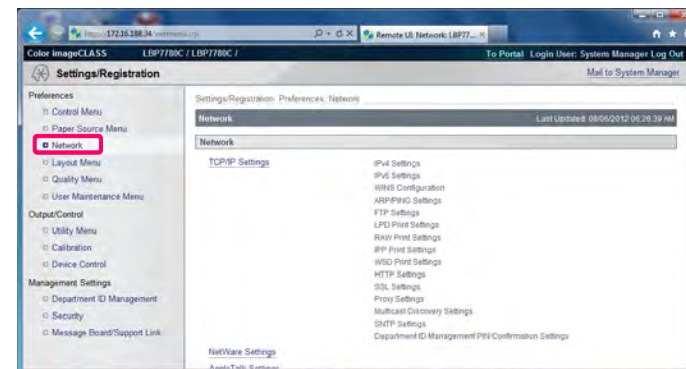 172.16.188.34
Remote UI: Network: LBP77...
Color imageCLASS LBP7780C / LBP7780C /
To Portal Login User: System Manager Log Out
Settings/Registration
Mail to System Manager
Preferences
Control Menu
Paper Source Menu
Network
Layout Menu
Quality Menu
User Maintenance Menu
Output/Control
Utility Menu
Calibration
Device Control
Management Settings
Department ID Management
Security
Message Board/Support Link
Settings/Registration: Preferences: Network
Network
Last Updated: 08/06/2012 06:26:39 AM
Network
TCP/IP Settings
IPv4 Settings
IPv6 Settings
WINS Configuration
ARP/PING Settings
FTP Settings
LPD Print Settings
RAW Print Settings
IPP Print Settings
WSD Print Settings
HTTP Settings
SSL Settings
Proxy Settings
Multicast Discovery Settings
SNTP Settings
Department ID Management PIN Confirmation Settings
NetWare Settings
AppleTalk Settings